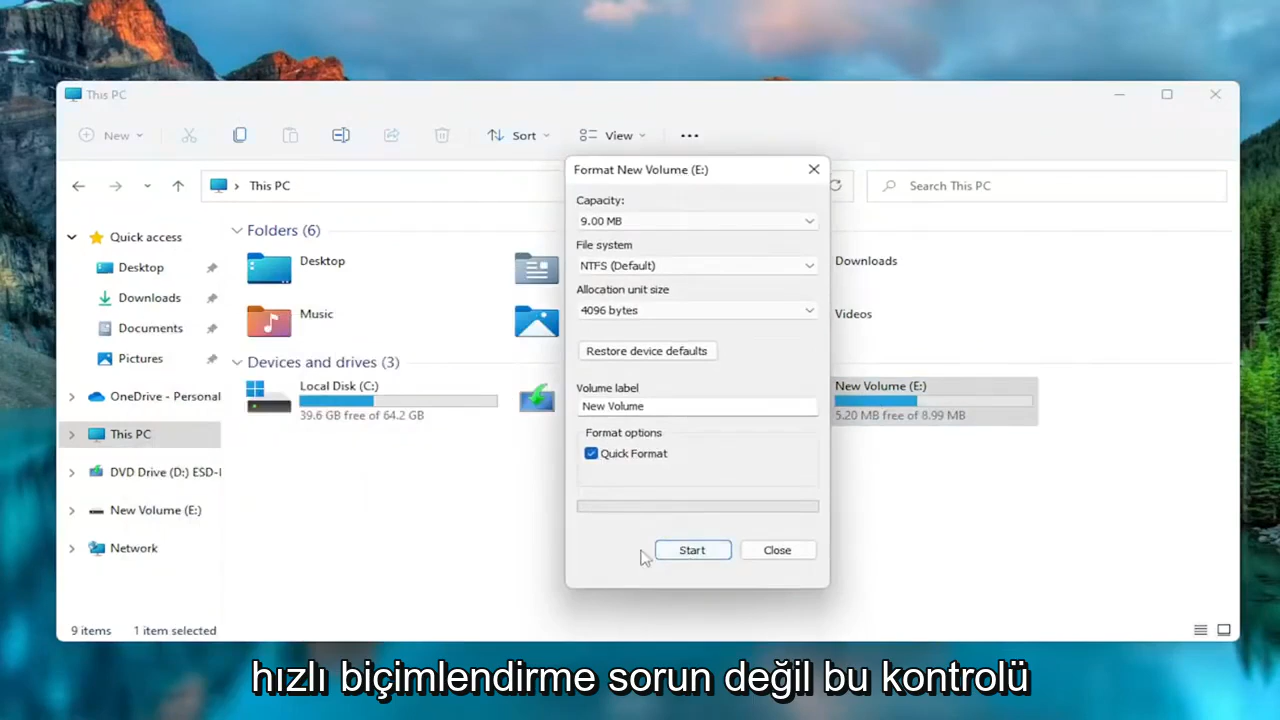 This PC
New
Sort
View
This PC
Search This PC
Quick access
Desktop
Downloads
Documents
Pictures
OneDrive - Personal
This PC
DVD Drive (D:) ESD-I
New Volume (E:)
Network
Folders (6)
Desktop
Downloads
Music
Videos
Devices and drives (3)
Local Disk (C:)
39.6 GB free of 64.2 GB
New Volume (E:)
5.20 MB free of 8.99 MB
Format New Volume (E:)
Capacity:
9.00 MB
File system
NTFS (Default)
Allocation unit size
4096 bytes
Restore device defaults
Volume label
New Volume
Format options
Quick Format
Start
Close
9 items
1 item selected
hızlı biçimlendirme sorun değil bu kontrolü